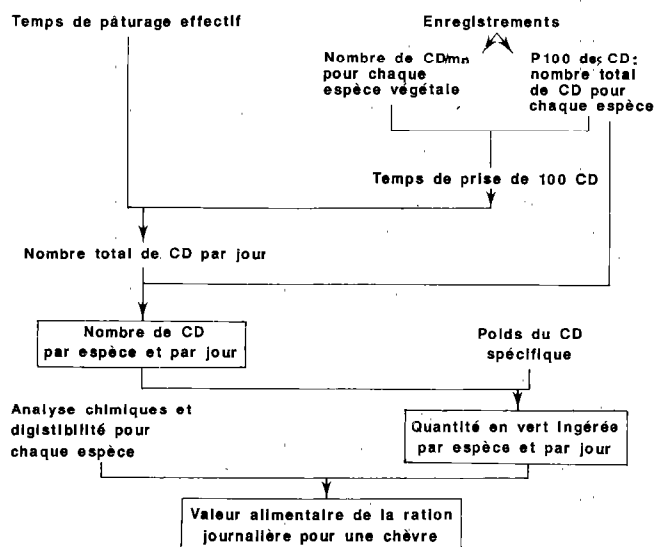 Temps de pâturage effectif
Enregistrements
Nombre de CD/mn
pour chaque
espèce végétale
P100 des CD:
nombre total
de CD pour
chaque espèce
Temps de prise de 100 CD
Nombre total de CD par jour
Nombre de CD
par espèce et par jour
Poids du CD
spécifique
Analyse chimiques et
digistibilité pour
chaque espèce
Quantité en vert ingérée
par espèce et par jour
Valeur alimentaire de la ration
journalière pour une chèvre